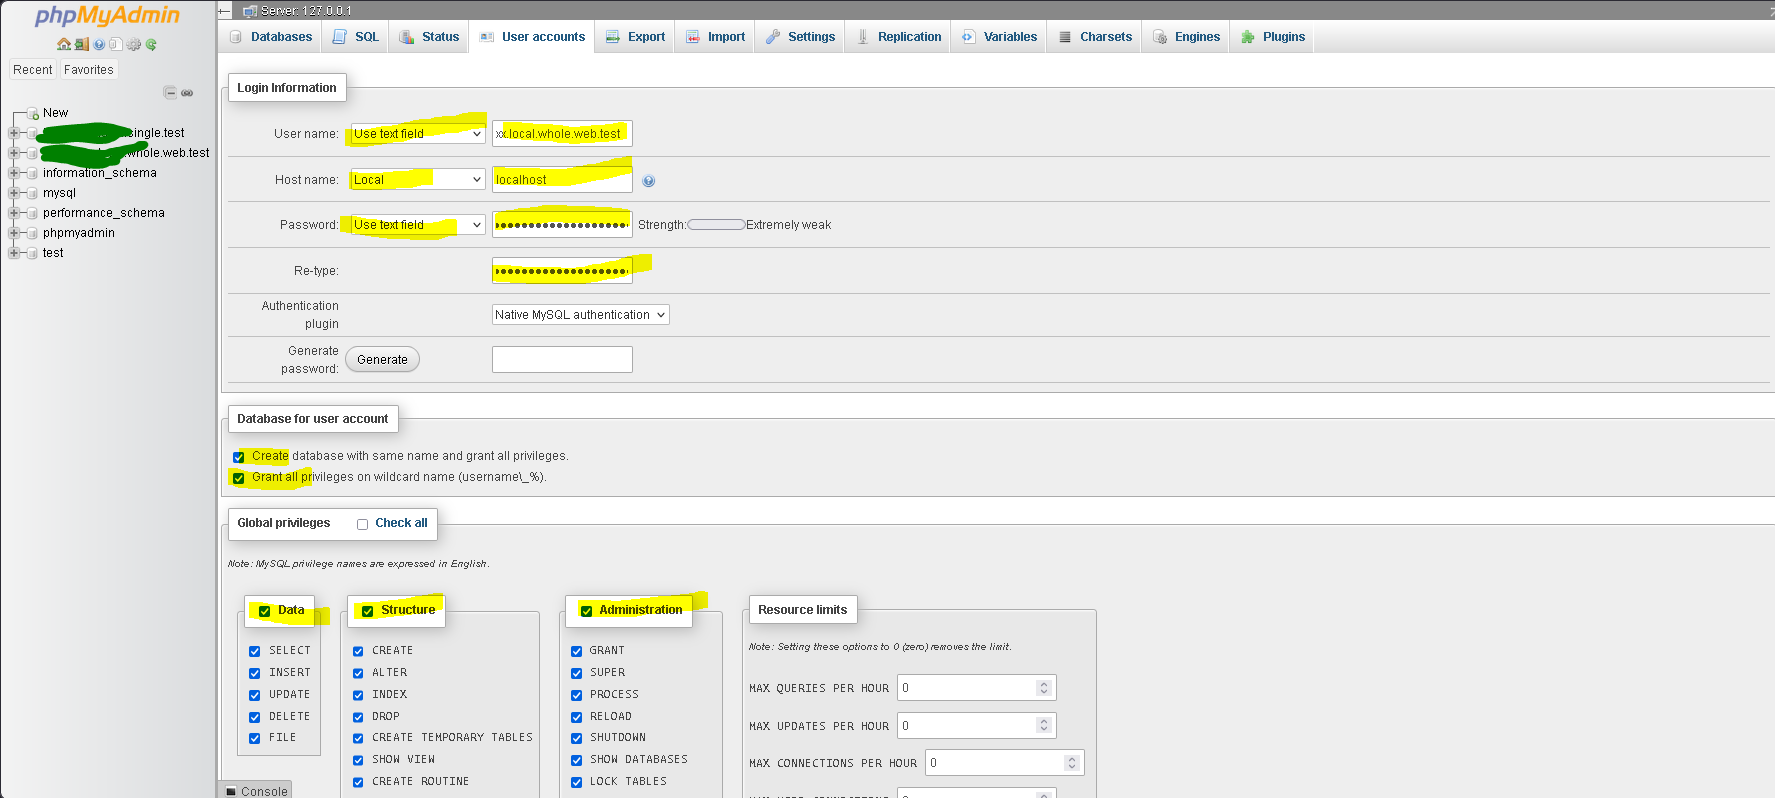 phpMyAdmin
Recent Favorites
New
single.test
.whole.web.test
information_schema
mysql
performance_schema
phpmyadmin
test
Server: 127.0.0.1
Databases SQL Status User accounts Export Import Settings Replication Variables Charsets Engines Plugins
Login Information
User name: Use text field xx.local.whole.web.test
Host name: Local localhost
Password: Use text field Strength: Extremely weak
Re-type:
Authentication
plugin
Native MySQL authentication
Generate
password:
Generate
Database for user account
Create database with same name and grant all privileges.
Grant all privileges on wildcard name (username\_%).
Global privileges Check all
Note: MySQL privilege names are expressed in English.
Data
SELECT
INSERT
UPDATE
DELETE
FILE
Structure
CREATE
ALTER
INDEX
DROP
CREATE TEMPORARY TABLES
SHOW VIEW
CREATE ROUTINE
Administration
GRANT
SUPER
PROCESS
RELOAD
SHUTDOWN
SHOW DATABASES
LOCK TABLES
Resource limits
Note: Setting these options to 0 (zero) removes the limit.
MAX QUERIES PER HOUR 0
MAX UPDATES PER HOUR 0
MAX CONNECTIONS PER HOUR 0
Console